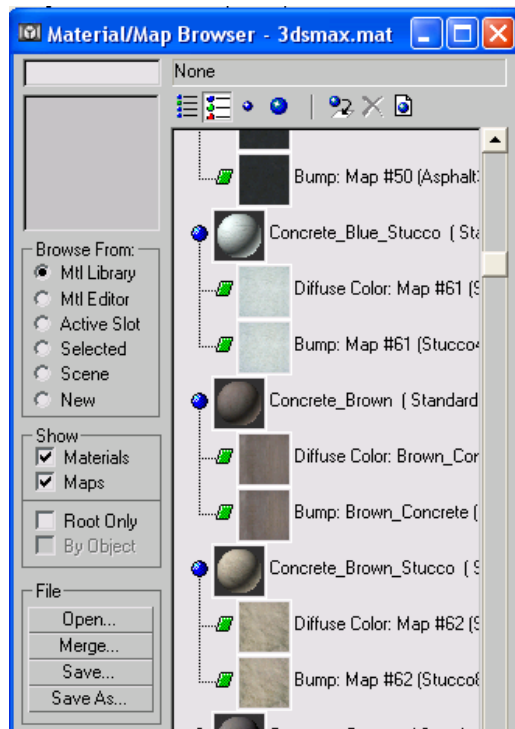 Material/Map Browser - 3dsmax.mat
None
Bump: Map #50 (Asphalt
Concrete_Blue_Stucco ( Sta
Diffuse Color: Map #61 (S
Bump: Map #61 (Stucco4
Concrete_Brown ( Standard
Diffuse Color: Brown_Cor
Bump: Brown_Concrete (
Concrete_Brown_Stucco ( S
Diffuse Color: Map #62 (S
Bump: Map #62 (Stucco8
Browse From:
Mtl Library
Mtl Editor
Active Slot
Selected
Scene
New
Show
Materials
Maps
Root Only
By Object
File
Open...
Merge...
Save...
Save As...